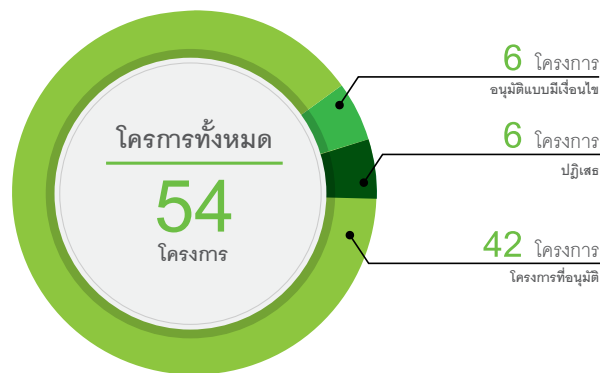 โครการทั้งหมด
54
โครงการ
6 โครงการ
อนุมัติแบบมีเงื่อนไข
6 โครงการ
ปฏิเสธ
42 โครงการ
โครงการที่อนุมัติ